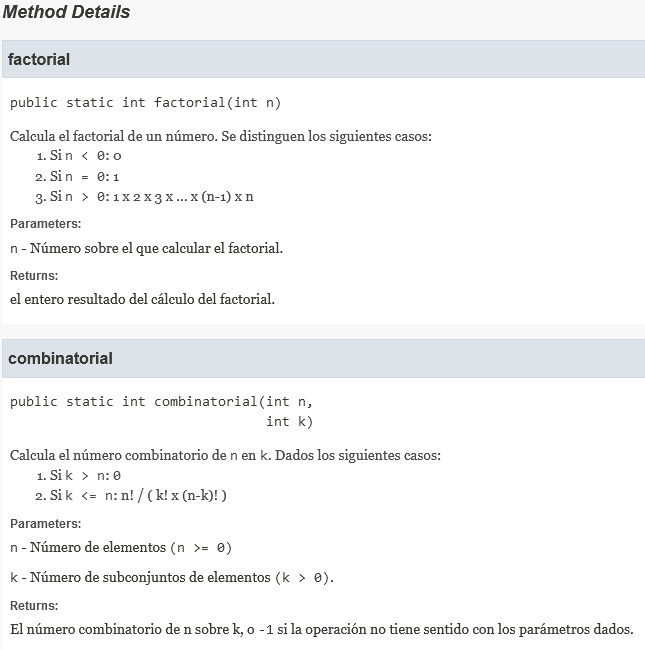 Method Details
factorial
public static int factorial(int n)
Calcula el factorial de un número. Se distinguen los siguientes casos:
1. Si n < 0: 0
2. Si n = 0: 1
3. Si n > 0: 1 x 2 x 3 x ... x (n-1) x n
Parameters:
n - Número sobre el que calcular el factorial.
Returns:
el entero resultado del cálculo del factorial.
combinatorial
public static int combinatorial(int n,
int k)
Calcula el número combinatorio de n en k. Dados los siguientes casos:
1. Si k > n: 0
2. Si k <= n: n! / ( k! x (n-k)! )
Parameters:
n - Número de elementos (n >= 0)
k - Número de subconjuntos de elementos (k > 0).
Returns:
El número combinatorio de n sobre k, o -1 si la operación no tiene sentido con los parámetros dados.